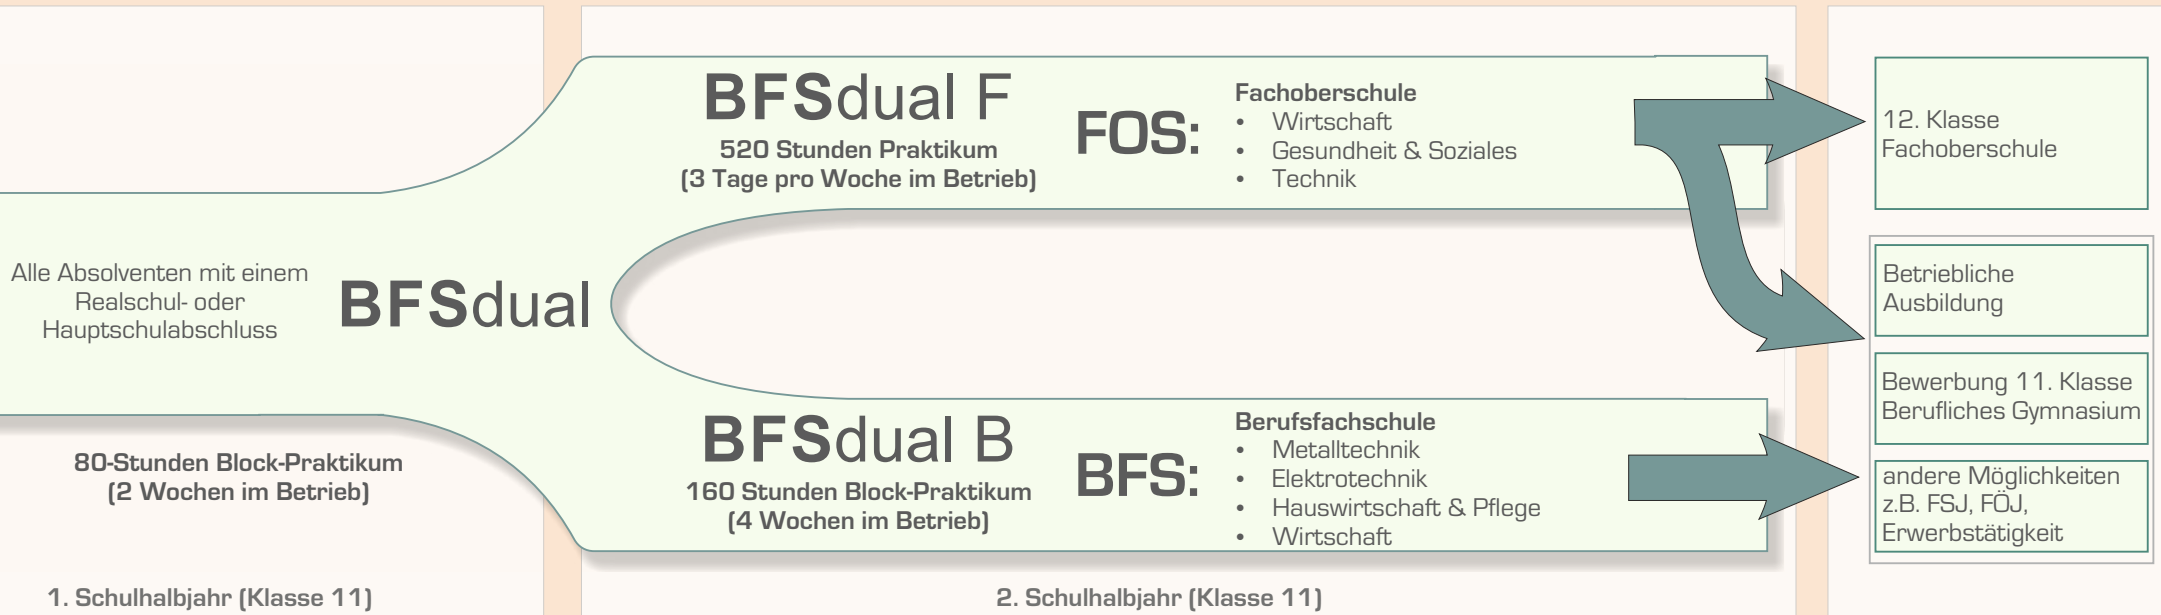 Alle Absolventen mit einem
Realschul- oder
Hauptschulabschluss
BFSdual
80-Stunden Block-Praktikum
(2 Wochen im Betrieb)
1. Schulhalbjahr (Klasse 11)
BFSdual F
520 Stunden Praktikum
(3 Tage pro Woche im Betrieb)
FOS:
Fachoberschule
• Wirtschaft
• Gesundheit & Soziales
• Technik
BFSdual B
160 Stunden Block-Praktikum
(4 Wochen im Betrieb)
BFS:
Berufsfachschule
• Metalltechnik
• Elektrotechnik
• Hauswirtschaft & Pflege
• Wirtschaft
2. Schulhalbjahr (Klasse 11)
12. Klasse
Fachoberschule
Betriebliche
Ausbildung
Bewerbung 11. Klasse
Berufliches Gymnasium
andere Möglichkeiten
z.B. FSJ, FÖJ,
Erwerbstätigkeit